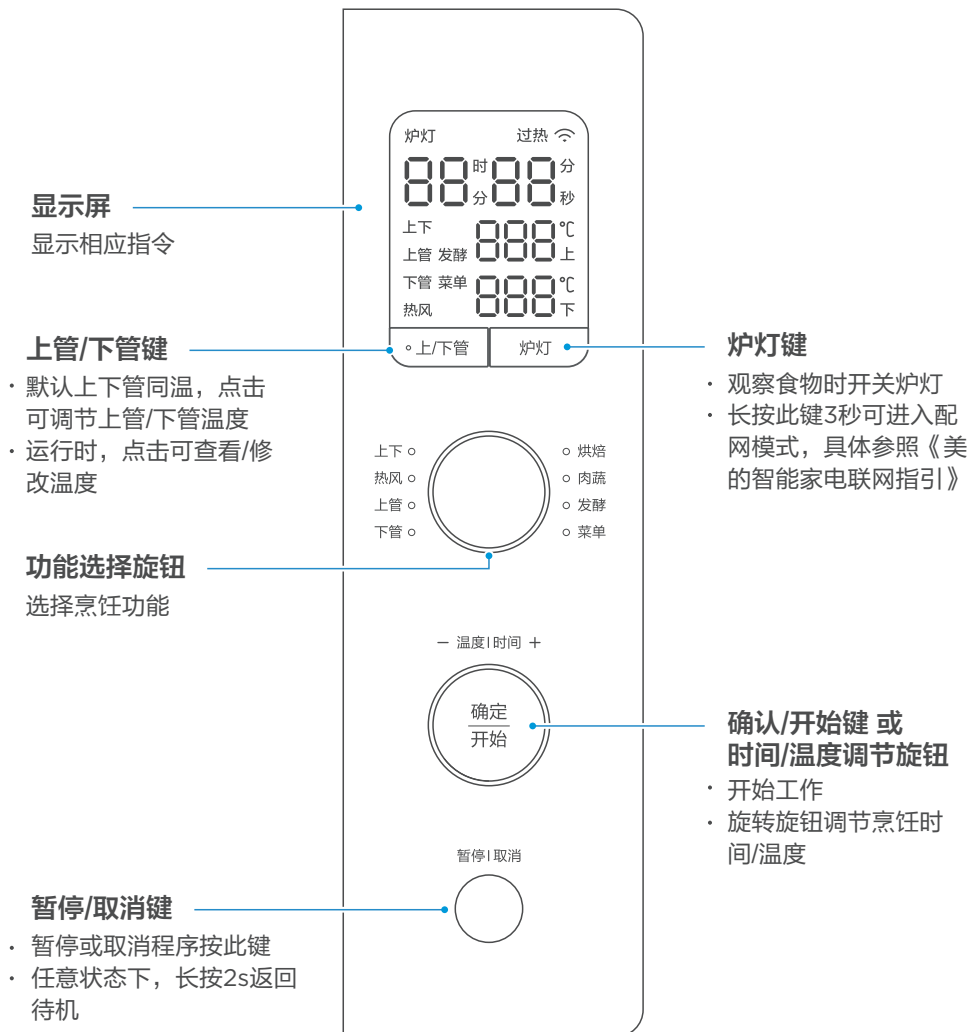 炉灯 过热
88 时 分 88 分 秒
上下 888 ℃ 上
上管 发酵
下管 菜单 888 ℃ 下
热风
上/下管 炉灯
显示屏
显示相应指令
上管/下管键
· 默认上下管同温，点击
可调节上管/下管温度
· 运行时，点击可查看/修
改温度
炉灯键
· 观察食物时开关炉灯
· 长按此键3秒可进入配
网模式，具体参照《美
的智能家电联网指引》
上下 烘焙
热风 肉蔬
上管 发酵
下管 菜单
功能选择旋钮
选择烹饪功能
− 温度|时间 +
确定
开始
确认/开始键 或
时间/温度调节旋钮
· 开始工作
· 旋转旋钮调节烹饪时
间/温度
暂停|取消
暂停/取消键
· 暂停或取消程序按此键
· 任意状态下，长按2s返回
待机